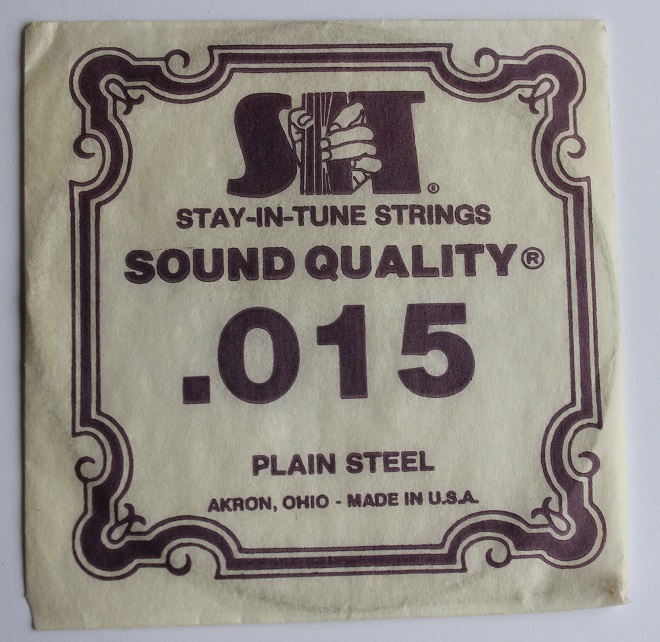 SIT®
STAY-IN-TUNE STRINGS
SOUND QUALITY®
.015
PLAIN STEEL
AKRON, OHIO - MADE IN U.S.A.